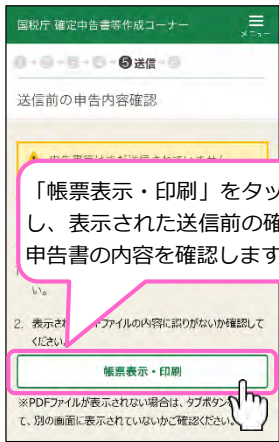 国税庁 確定申告書等作成コーナー
メニュー
5 送信
送信前の申告内容確認
「帳票表示・印刷」をタッ
し、表示された送信前の確
申告書の内容を確認します
い。
2. 表示さ ファイルの内容に誤りがないか確認して
ください。
帳票表示・印刷
※PDFファイルが表示されない場合は、タブボタン
て、別の画面に表示されていないかご確認ください